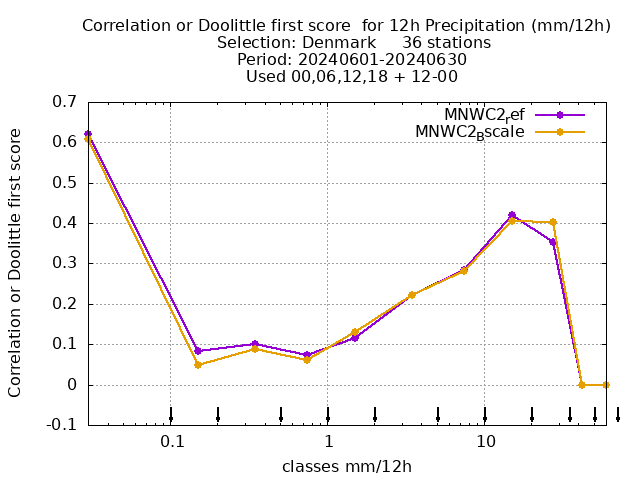 Correlation or Doolittle first score  for 12h Precipitation (mm/12h)
Selection: Denmark     36 stations
Period: 20240601-20240630
Used 00,06,12,18 + 12-00
MNWC2ref
MNWC2Bscale
0.7
0.6
0.5
0.4
0.3
0.2
0.1
0
-0.1
Correlation or Doolittle first score
0.1
1
10
classes mm/12h